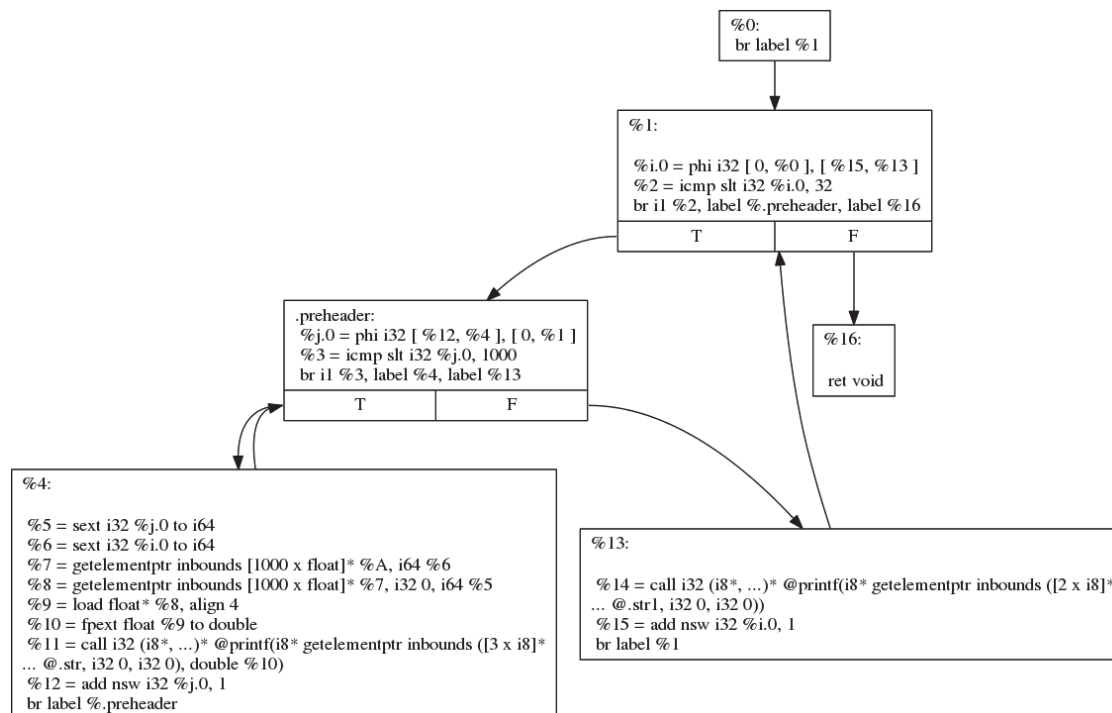 %0:
br label %1
%1:
%i.0 = phi i32 [ 0, %0 ], [ %15, %13 ]
%2 = icmp slt i32 %i.0, 32
br i1 %2, label %.preheader, label %16
T F
.preheader:
%j.0 = phi i32 [ %12, %4 ], [ 0, %1 ]
%3 = icmp slt i32 %j.0, 1000
br i1 %3, label %4, label %13
T F
%16:
ret void
%4:
%5 = sext i32 %j.0 to i64
%6 = sext i32 %i.0 to i64
%7 = getelementptr inbounds [1000 x float]* %A, i64 %6
%8 = getelementptr inbounds [1000 x float]* %7, i32 0, i64 %5
%9 = load float* %8, align 4
%10 = fpext float %9 to double
%11 = call i32 (i8*, ...)* @printf(i8* getelementptr inbounds ([3 x i8]*
... @.str, i32 0, i32 0), double %10)
%12 = add nsw i32 %j.0, 1
br label %.preheader
%13:
%14 = call i32 (i8*, ...)* @printf(i8* getelementptr inbounds ([2 x i8]*
... @.str1, i32 0, i32 0))
%15 = add nsw i32 %i.0, 1
br label %1